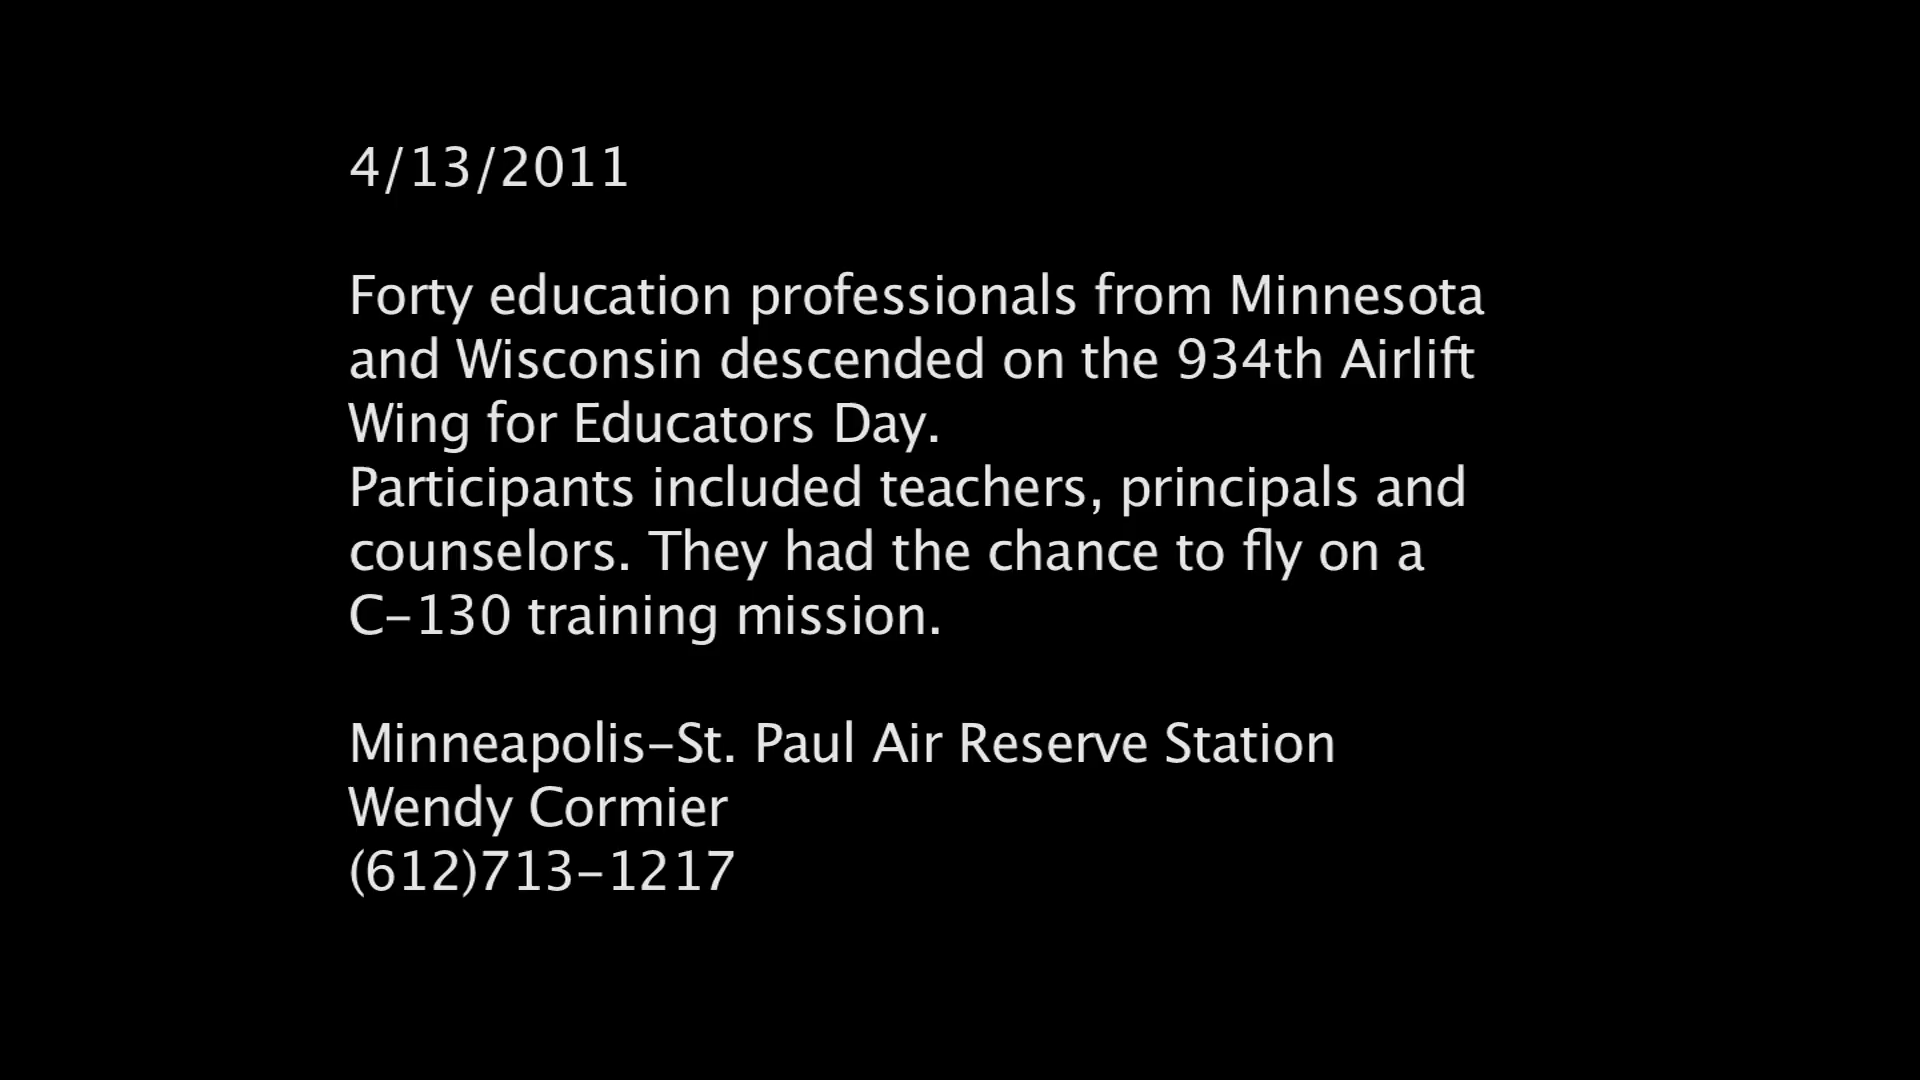 4/13/2011
Forty education professionals from Minnesota
and Wisconsin descended on the 934th Airlift
Wing for Educators Day.
Participants included teachers, principals and
counselors. They had the chance to fly on a
C-130 training mission.
Minneapolis-St. Paul Air Reserve Station
Wendy Cormier
(612)713-1217